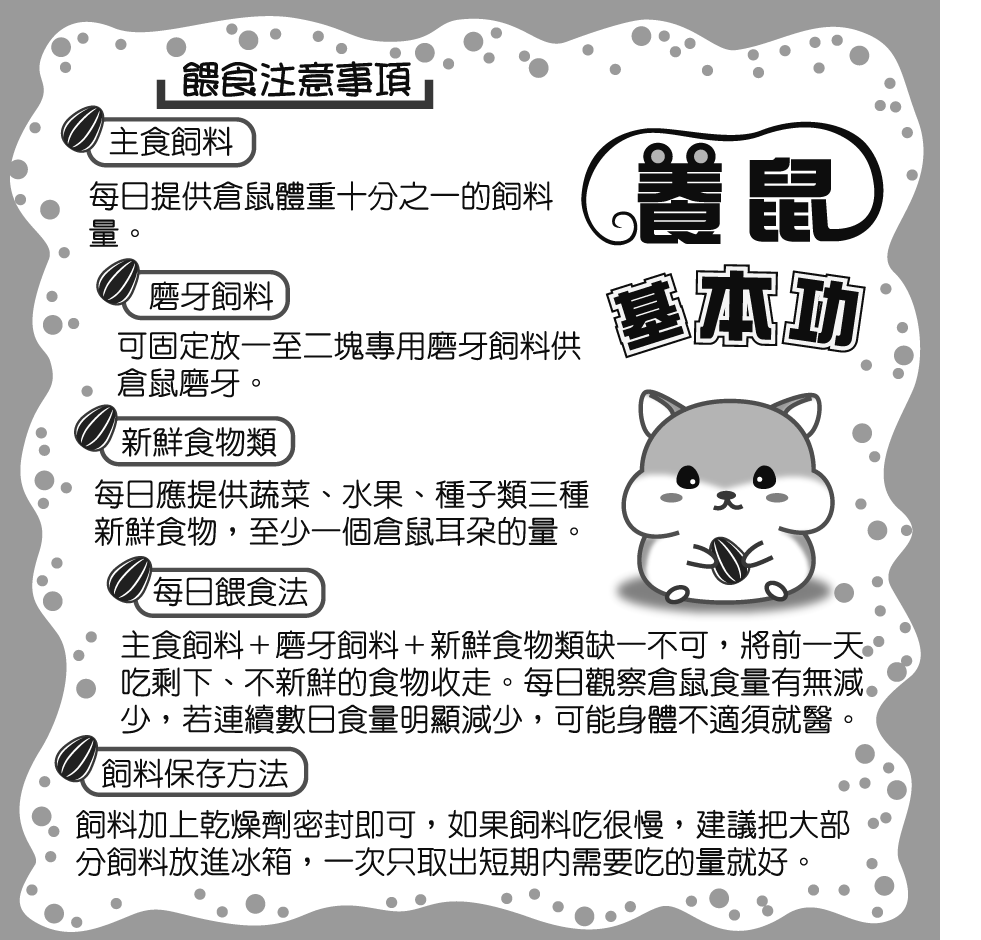 餵食注意事項
養鼠
基本功
主食飼料
每日提供倉鼠體重十分之一的飼料
量。
磨牙飼料
可固定放一至二塊專用磨牙飼料供
倉鼠磨牙。
新鮮食物類
每日應提供蔬菜、水果、種子類三種
新鮮食物,至少一個倉鼠耳朵的量。
每日餵食法
主食飼料+磨牙飼料+新鮮食物類缺一不可,將前一天
吃剩下、不新鮮的食物收走。每日觀察倉鼠食量有無減
少,若連續數日食量明顯減少,可能身體不適須就醫。
飼料保存方法
飼料加上乾燥劑密封即可,如果飼料吃很慢,建議把大部
分飼料放進冰箱,一次只取出短期內需要吃的量就好。